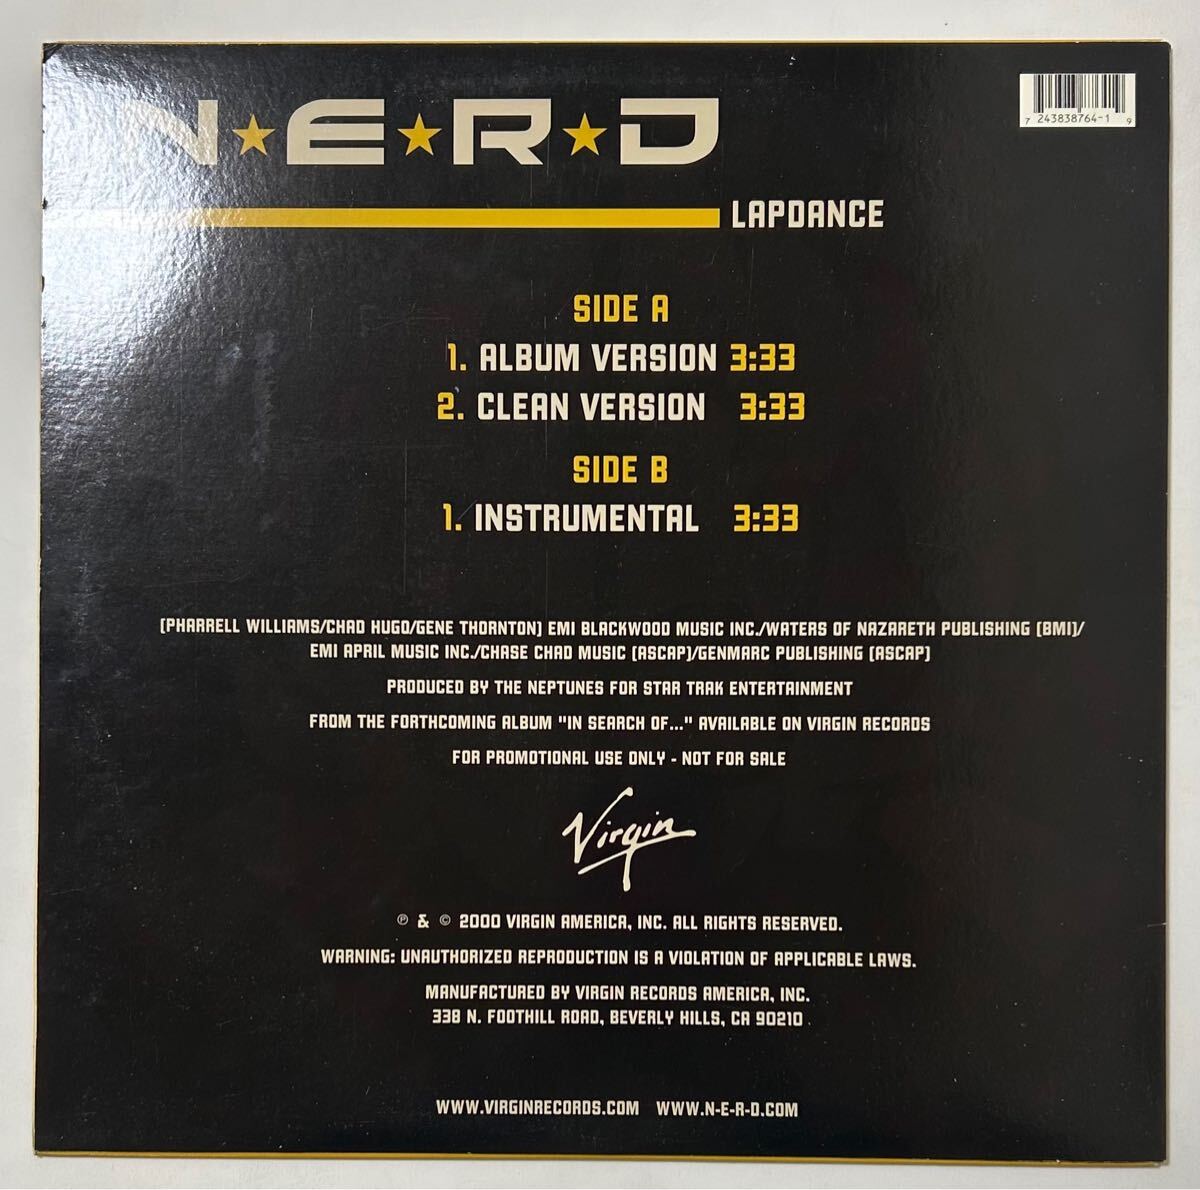 N★E★R★D
7 243838764-1 9
LAPDANCE
SIDE A
1. ALBUM VERSION 3:33
2. CLEAN VERSION 3:33
SIDE B
1. INSTRUMENTAL 3:33
(PHARRELL WILLIAMS/CHAD HUGO/GENE THORNTON) EMI BLACKWOOD MUSIC INC./WATERS OF NAZARETH PUBLISHING (BMI)/
EMI APRIL MUSIC INC./CHASE CHAD MUSIC (ASCAP)/GENMARC PUBLISHING (ASCAP)
PRODUCED BY THE NEPTUNES FOR STAR TRAK ENTERTAINMENT
FROM THE FORTHCOMING ALBUM "IN SEARCH OF..." AVAILABLE ON VIRGIN RECORDS
FOR PROMOTIONAL USE ONLY - NOT FOR SALE
Virgin
℗ & © 2000 VIRGIN AMERICA, INC. ALL RIGHTS RESERVED.
WARNING: UNAUTHORIZED REPRODUCTION IS A VIOLATION OF APPLICABLE LAWS.
MANUFACTURED BY VIRGIN RECORDS AMERICA, INC.
338 N. FOOTHILL ROAD, BEVERLY HILLS, CA 90210
WWW.VIRGINRECORDS.COM WWW.N-E-R-D.COM